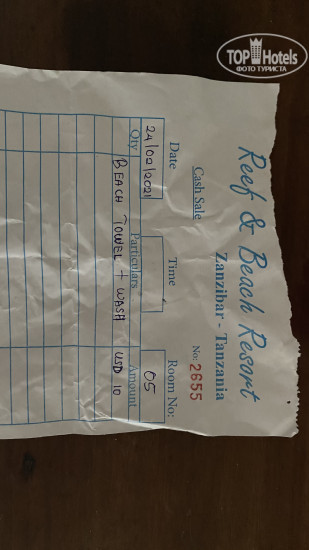 TOP Hotels
ФОТО ТУРИСТА
Reef & Beach Resort
Zanzibar - Tanzania
Cash Sale
No: 2655
Date Time Room No:
24/02/2021 05
Qty Particulars Amount
BEACH TOWEL + WASH USD 10